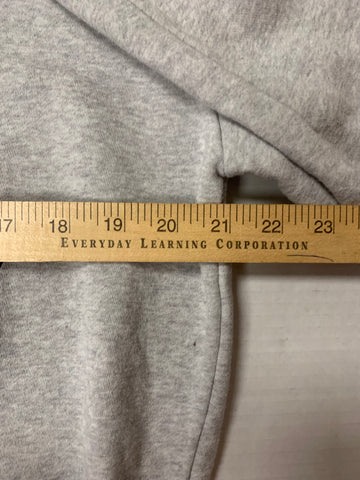 17 18 19 20 21 22 23
EVERYDAY LEARNING CORPORATION